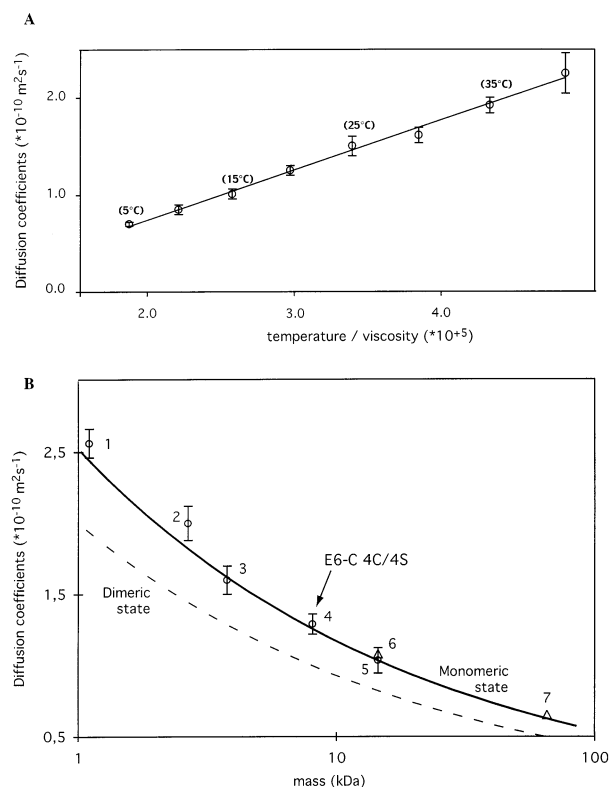 A
Diffusion coefficients (*10-10 m2s-1)
2.0
1.0
0.0
(5°C)
(15°C)
(25°C)
(35°C)
2.0 3.0 4.0
temperature / viscosity (*10+5)
B
Diffusion coefficients (*10-10 m2s-1)
2,5
1,5
0,5
1
2
3
E6-C 4C/4S
4
Dimeric
state
6
5
Monomeric
state
7
1 10 100
mass (kDa)